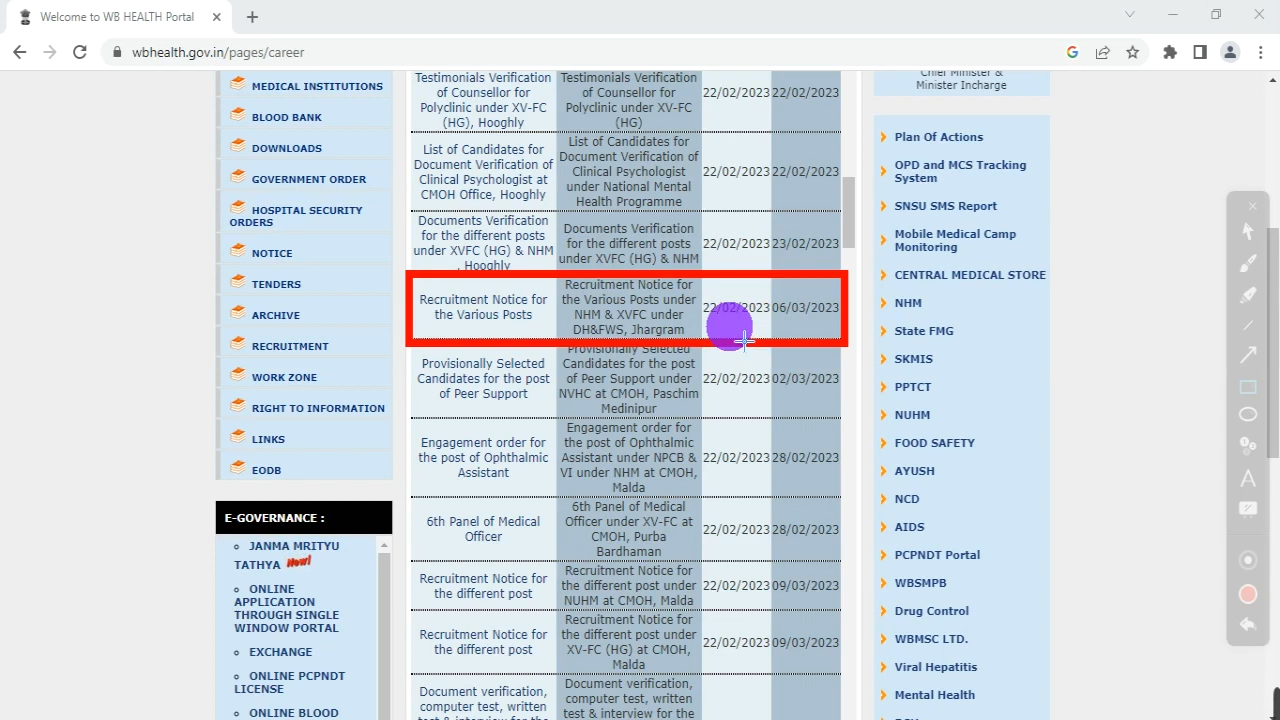 Welcome to WB HEALTH Portal
wbhealth.gov.in/pages/career
MEDICAL INSTITUTIONS
BLOOD BANK
DOWNLOADS
GOVERNMENT ORDER
HOSPITAL SECURITY
ORDERS
NOTICE
TENDERS
ARCHIVE
RECRUITMENT
WORK ZONE
RIGHT TO INFORMATION
LINKS
EODB
E-GOVERNANCE :
JANMA MRITYU
TATHYA New!
ONLINE
APPLICATION
THROUGH SINGLE
WINDOW PORTAL
EXCHANGE
ONLINE PCPNDT
LICENSE
ONLINE BLOOD
Testimonials Verification
of Counsellor for
Polyclinic under XV-FC
(HG), Hooghly
Testimonials Verification
of Counsellor for
Polyclinic under XV-FC
(HG)
22/02/2023 22/02/2023
List of Candidates for
Document Verification of
Clinical Psychologist at
CMOH Office, Hooghly
List of Candidates for
Document Verification of
Clinical Psychologist
under National Mental
Health Programme
22/02/2023 22/02/2023
Documents Verification
for the different posts
under XVFC (HG) & NHM
, Hooghly
Documents Verification
for the different posts
under XVFC (HG) & NHM
22/02/2023 23/02/2023
Recruitment Notice for
the Various Posts
Recruitment Notice for
the Various Posts under
NHM & XVFC under
DH&FWS, Jhargram
22/02/2023 06/03/2023
Provisionally Selected
Candidates for the post
of Peer Support
Provisionally Selected
Candidates for the post
of Peer Support under
NVHC at CMOH, Paschim
Medinipur
22/02/2023 02/03/2023
Engagement order for
the post of Ophthalmic
Assistant
Engagement order for
the post of Ophthalmic
Assistant under NPCB &
VI under NHM at CMOH,
Malda
22/02/2023 28/02/2023
6th Panel of Medical
Officer
6th Panel of Medical
Officer under XV-FC at
CMOH, Purba
Bardhaman
22/02/2023 28/02/2023
Recruitment Notice for
the different post
Recruitment Notice for
the different post under
NUHM at CMOH, Malda
22/02/2023 09/03/2023
Recruitment Notice for
the different post
Recruitment Notice for
the different post under
XV-FC (HG) at CMOH,
Malda
22/02/2023 09/03/2023
Document verification,
computer test, written
test & interview for the
Document verification,
computer test, written
test & interview for the
Chief Minister &
Minister Incharge
Plan Of Actions
OPD and MCS Tracking
System
SNSU SMS Report
Mobile Medical Camp
Monitoring
CENTRAL MEDICAL STORE
NHM
State FMG
SKMIS
PPTCT
NUHM
FOOD SAFETY
AYUSH
NCD
AIDS
PCPNDT Portal
WBSMPB
Drug Control
WBMSC LTD.
Viral Hepatitis
Mental Health